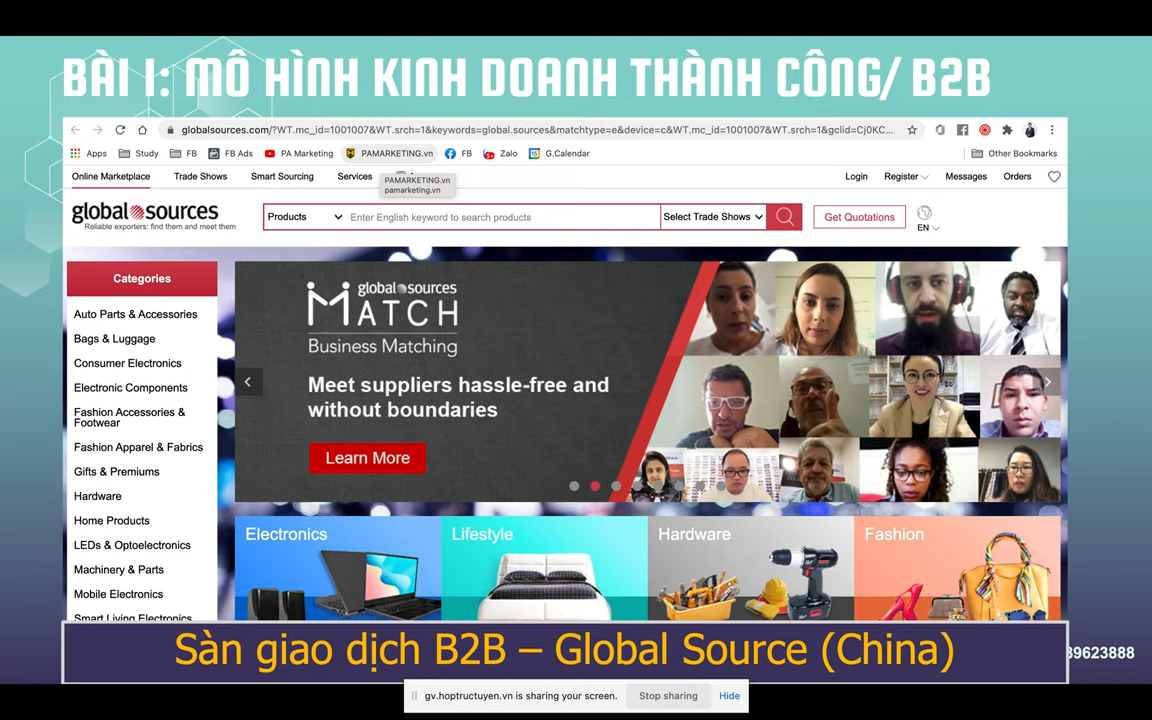 BÀI 1: MÔ HÌNH KINH DOANH THÀNH CÔNG/ B2B
globalsources.com/?WT.mc_id=1001007&WT.srch=1&keywords=global.sources&matchtype=e&device=c&WT.mc_id=1001007&WT.srch=1&gclid=Cj0KC...
Apps Study FB FB Ads PA Marketing PAMARKETING.vn FB Zalo G.Calendar Other Bookmarks
PAMARKETING.vn
pamarketing.vn
Online Marketplace Trade Shows Smart Sourcing Services Login Register Messages Orders
global sources
Reliable exporters: find them and meet them
Products Enter English keyword to search products Select Trade Shows Get Quotations EN
Categories
Auto Parts & Accessories
Bags & Luggage
Consumer Electronics
Electronic Components
Fashion Accessories &
Footwear
Fashion Apparel & Fabrics
Gifts & Premiums
Hardware
Home Products
LEDs & Optoelectronics
Machinery & Parts
Mobile Electronics
Smart Living Electronics
global sources
MATCH
Business Matching
Meet suppliers hassle-free and
without boundaries
Learn More
Electronics Lifestyle Hardware Fashion
Sàn giao dịch B2B – Global Source (China)
39623888
gv.hoptructuyen.vn is sharing your screen. Stop sharing Hide